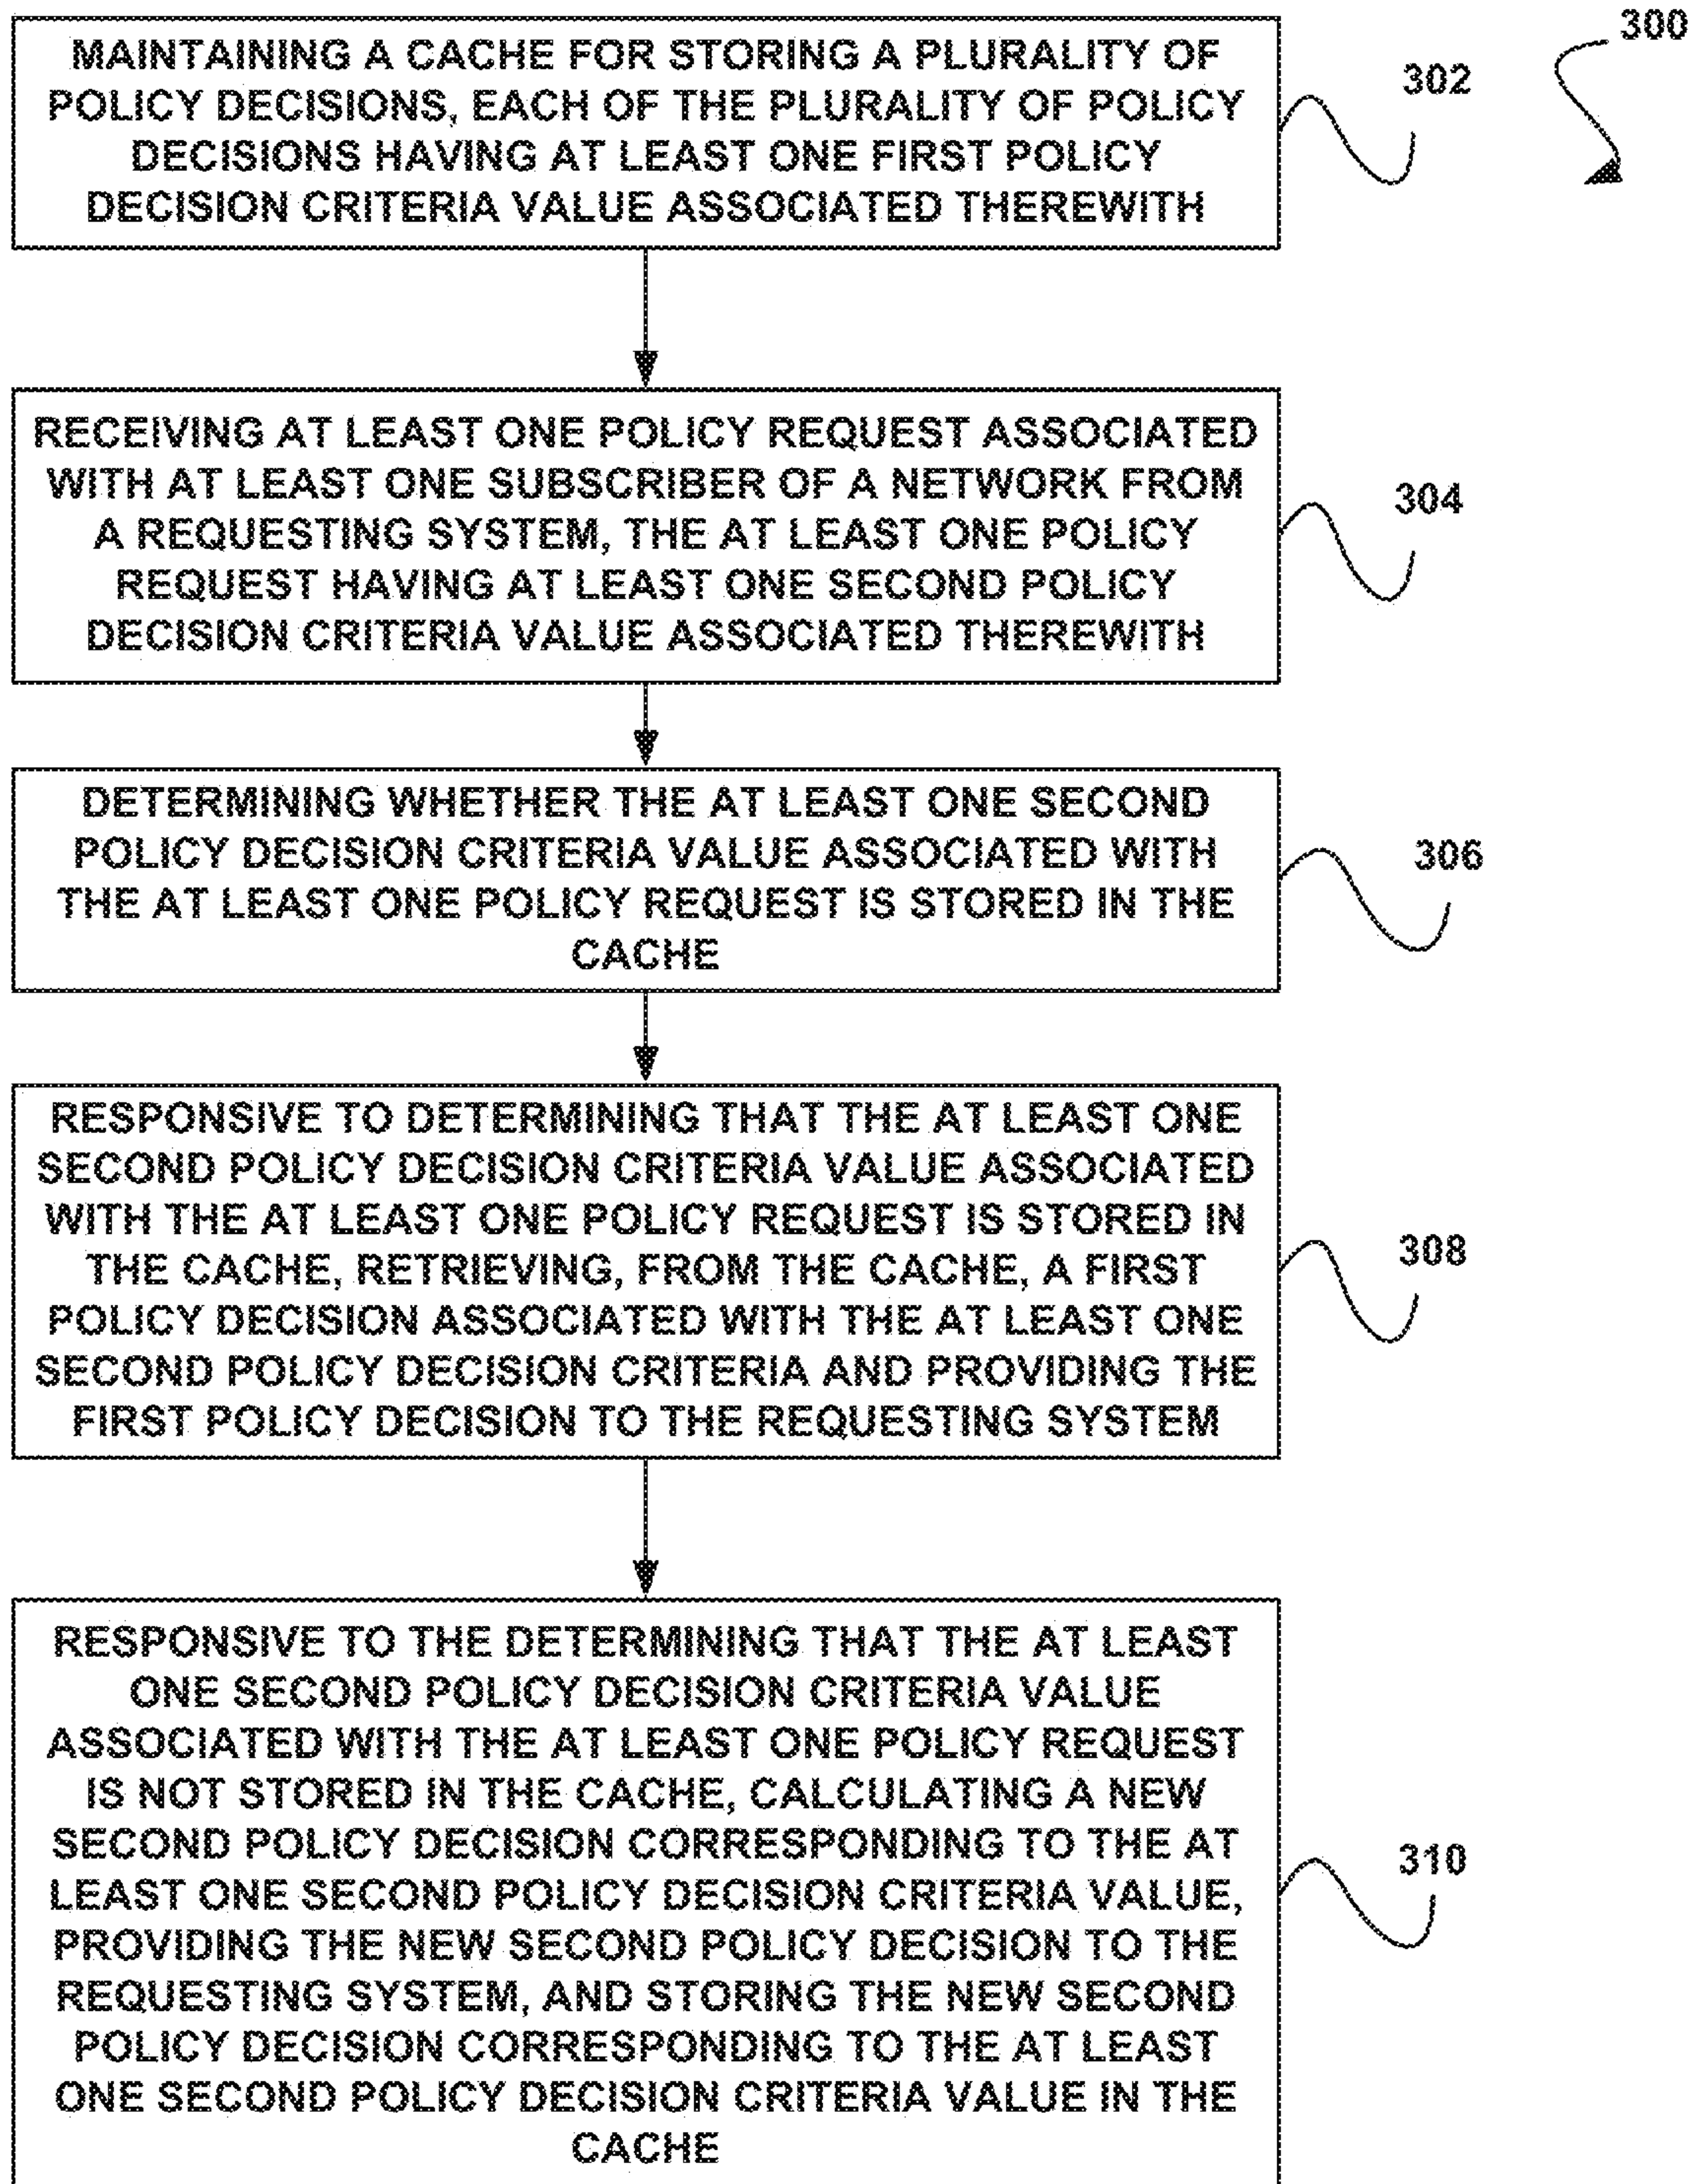 300
MAINTAINING A CACHE FOR STORING A PLURALITY OF
POLICY DECISIONS, EACH OF THE PLURALITY OF POLICY
DECISIONS HAVING AT LEAST ONE FIRST POLICY
DECISION CRITERIA VALUE ASSOCIATED THEREWITH
302
RECEIVING AT LEAST ONE POLICY REQUEST ASSOCIATED
WITH AT LEAST ONE SUBSCRIBER OF A NETWORK FROM
A REQUESTING SYSTEM, THE AT LEAST ONE POLICY
REQUEST HAVING AT LEAST ONE SECOND POLICY
DECISION CRITERIA VALUE ASSOCIATED THEREWITH
304
DETERMINING WHETHER THE AT LEAST ONE SECOND
POLICY DECISION CRITERIA VALUE ASSOCIATED WITH
THE AT LEAST ONE POLICY REQUEST IS STORED IN THE
CACHE
306
RESPONSIVE TO DETERMINING THAT THE AT LEAST ONE
SECOND POLICY DECISION CRITERIA VALUE ASSOCIATED
WITH THE AT LEAST ONE POLICY REQUEST IS STORED IN
THE CACHE, RETRIEVING, FROM THE CACHE, A FIRST
POLICY DECISION ASSOCIATED WITH THE AT LEAST ONE
SECOND POLICY DECISION CRITERIA AND PROVIDING THE
FIRST POLICY DECISION TO THE REQUESTING SYSTEM
308
RESPONSIVE TO THE DETERMINING THAT THE AT LEAST
ONE SECOND POLICY DECISION CRITERIA VALUE
ASSOCIATED WITH THE AT LEAST ONE POLICY REQUEST
IS NOT STORED IN THE CACHE, CALCULATING A NEW
SECOND POLICY DECISION CORRESPONDING TO THE AT
LEAST ONE SECOND POLICY DECISION CRITERIA VALUE,
PROVIDING THE NEW SECOND POLICY DECISION TO THE
REQUESTING SYSTEM, AND STORING THE NEW SECOND
POLICY DECISION CORRESPONDING TO THE AT LEAST
ONE SECOND POLICY DECISION CRITERIA VALUE IN THE
CACHE
310